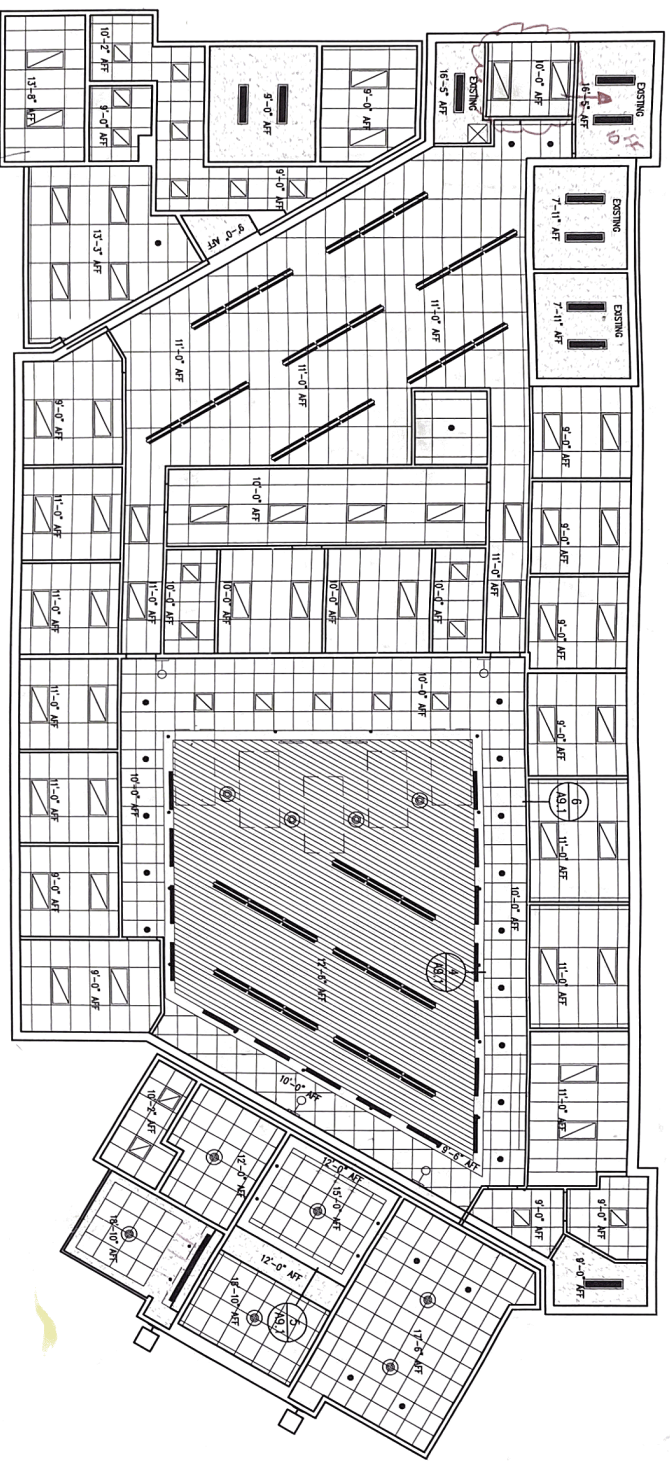 13'-8" AFF
10'-2" AFF
9'-0" AFF
9'-0" AFF
9'-0" AFF
EXISTING
16'-5" AFF
10'-0" AFF
EXISTING
16'-5" AFF
9'-0" AFF
9'-0" AFF
13'-3" AFF
EXISTING
7'-11" AFF
EXISTING
7'-11" AFF
11'-0" AFF
11'-0" AFF
11'-0" AFF
9'-0" AFF
9'-0" AFF
9'-0" AFF
9'-0" AFF
11'-0" AFF
11'-0" AFF
11'-0" AFF
10'-0" AFF
11'-0" AFF
11'-0" AFF
10'-0" AFF
10'-0" AFF
10'-0" AFF
10'-0" AFF
9'-0" AFF
11'-0" AFF
11'-0" AFF
11'-0" AFF
11'-0" AFF
9'-0" AFF
9'-0" AFF
10'-0" AFF
10'-0" AFF
10'-0" AFF
6
A9.1
4
A9.1
12'-6" AFF
10'-0" AFF
9'-6" AFF
9'-0" AFF
9'-0" AFF
9'-0" AFF
10'-2" AFF
12'-0" AFF
12'-0" AFF
15'-0" AFF
12'-0" AFF
18'-10" AFF
18'-10" AFF
5
A9.1
17'-6" AFF